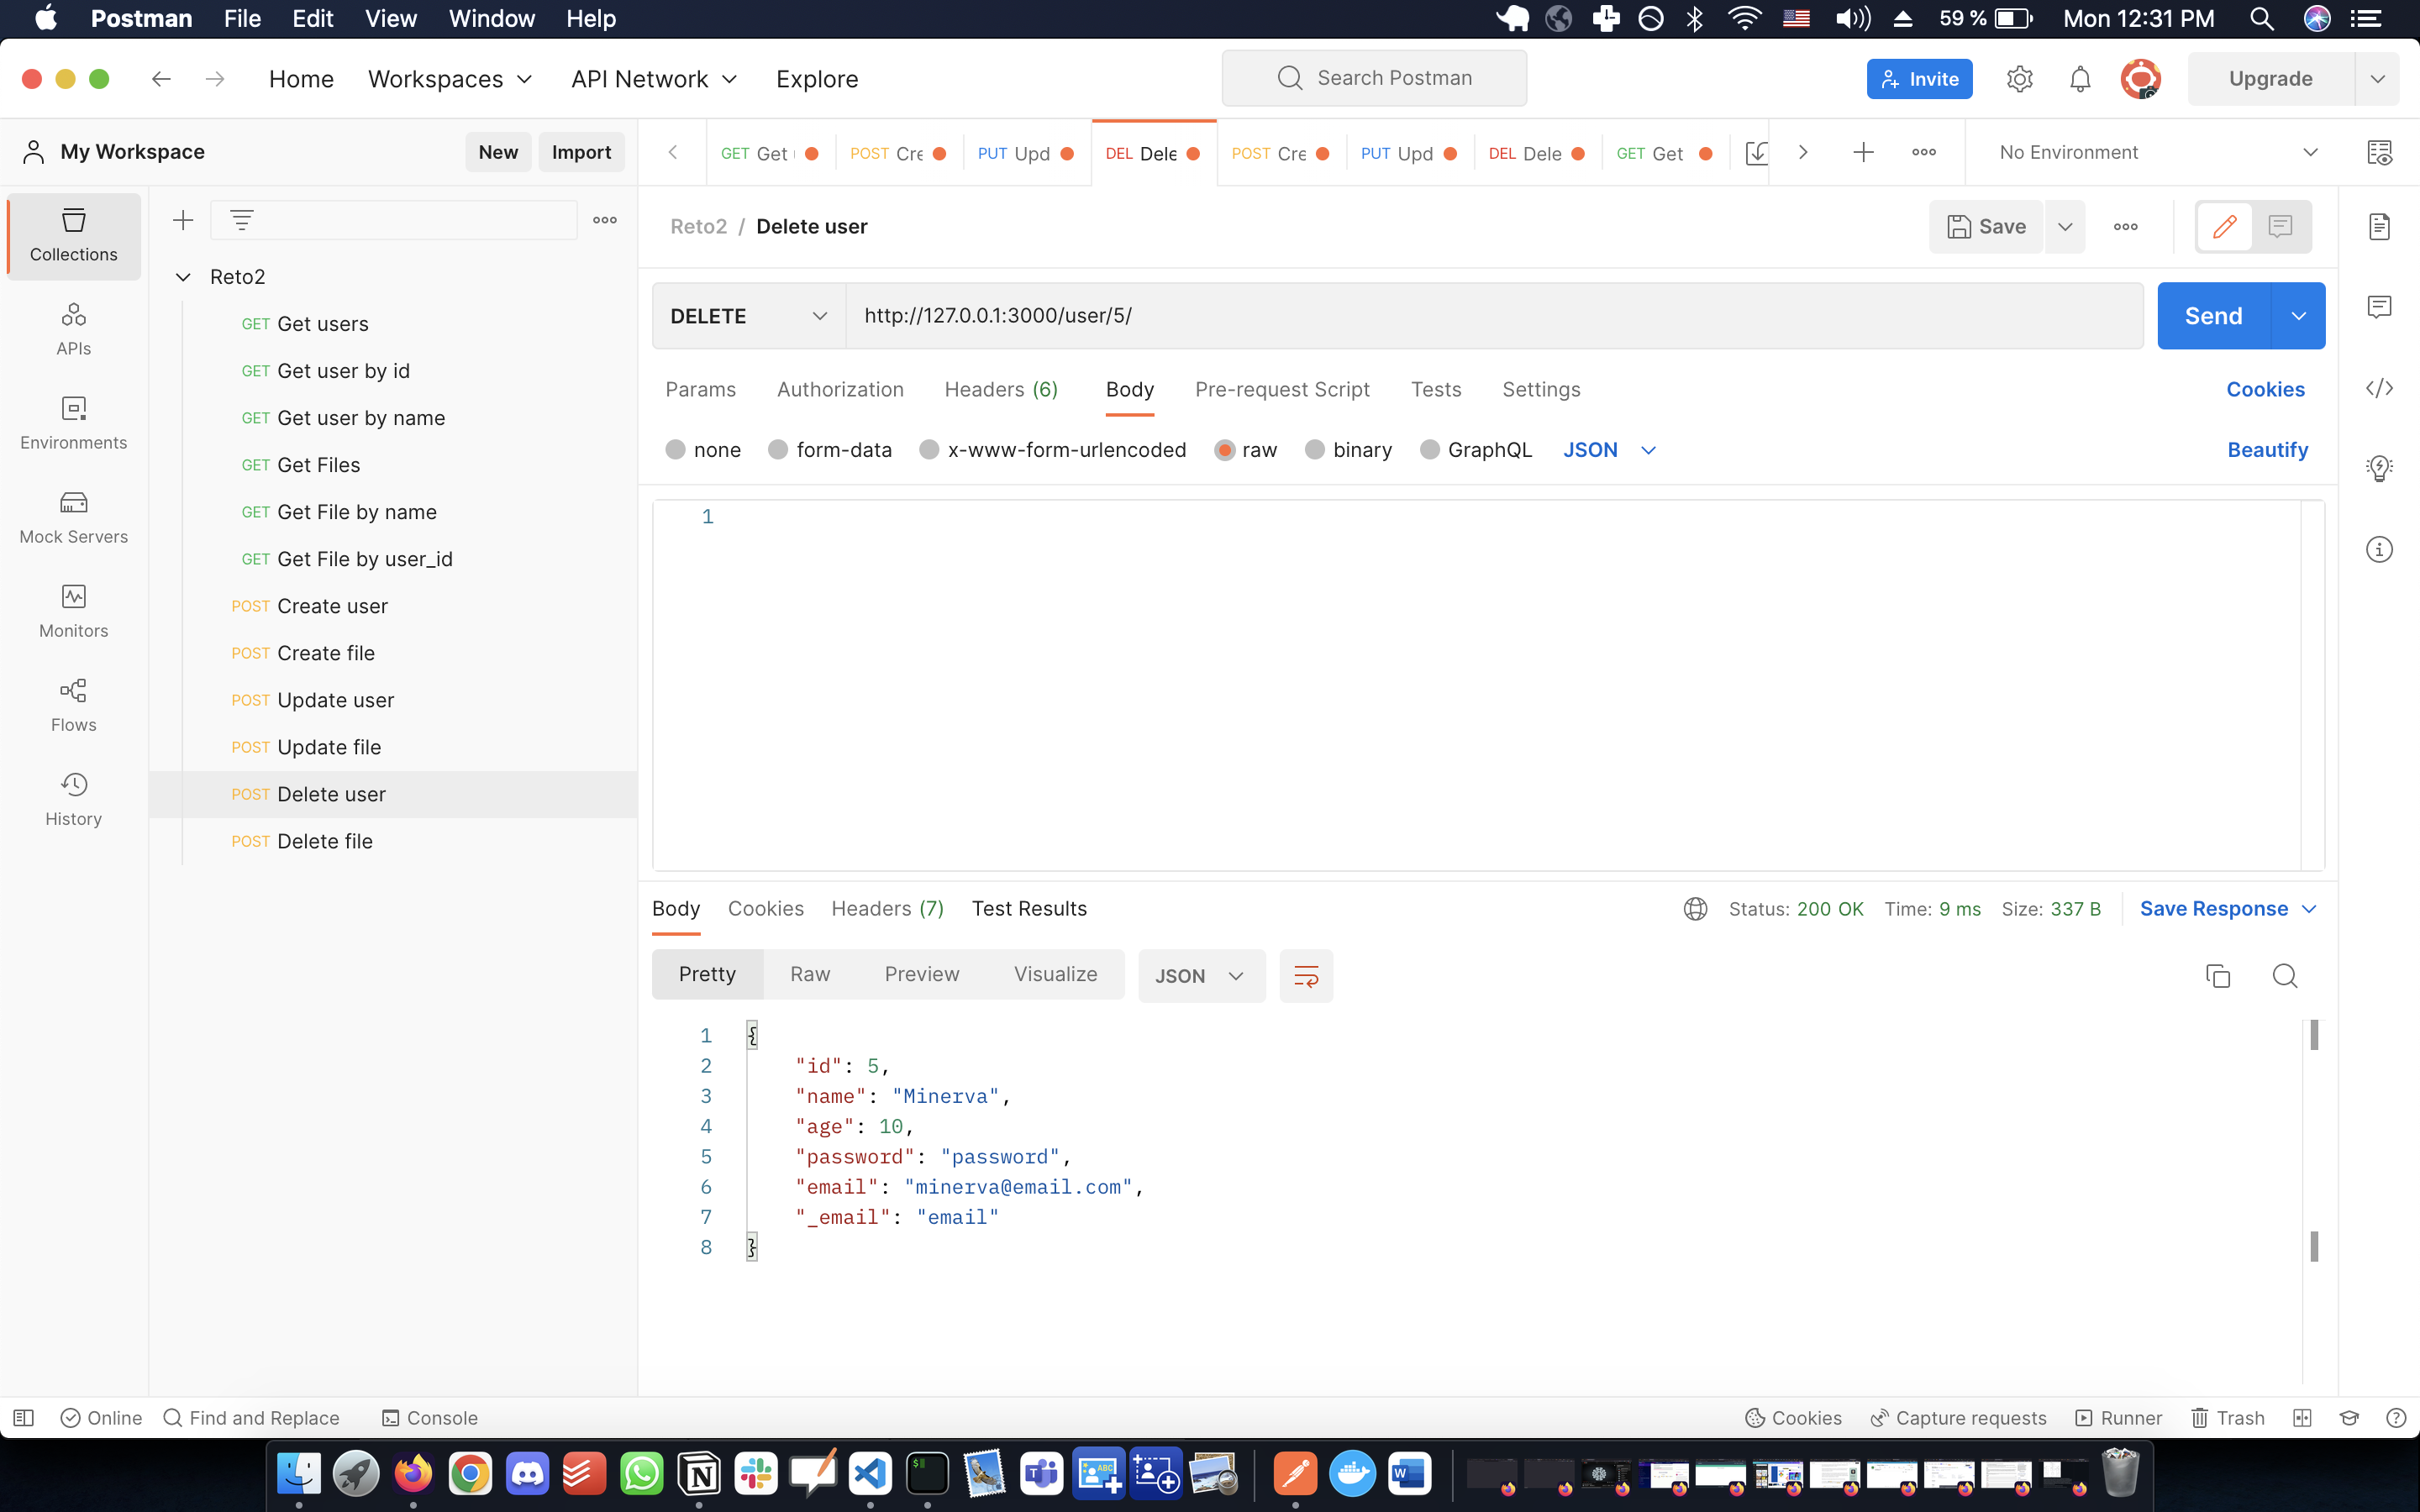 Postman File Edit View Window Help 59 % Mon 12:31 PM
Home Workspaces API Network Explore Search Postman Invite Upgrade
My Workspace New Import GET Get POST Cre PUT Upd DEL Dele POST Cre PUT Upd DEL Dele GET Get No Environment
Collections
APIs
Environments
Mock Servers
Monitors
Flows
History
Reto2
GET Get users
GET Get user by id
GET Get user by name
GET Get Files
GET Get File by name
GET Get File by user_id
POST Create user
POST Create file
POST Update user
POST Update file
POST Delete user
POST Delete file
Reto2 / Delete user Save
DELETE http://127.0.0.1:3000/user/5/ Send
Params Authorization Headers (6) Body Pre-request Script Tests Settings Cookies
none form-data x-www-form-urlencoded raw binary GraphQL JSON Beautify
1
Body Cookies Headers (7) Test Results Status: 200 OK Time: 9 ms Size: 337 B Save Response
Pretty Raw Preview Visualize JSON
1 {
2 "id": 5,
3 "name": "Minerva",
4 "age": 10,
5 "password": "password",
6 "email": "minerva@email.com",
7 "_email": "email"
8 }
Online Find and Replace Console Cookies Capture requests Runner Trash